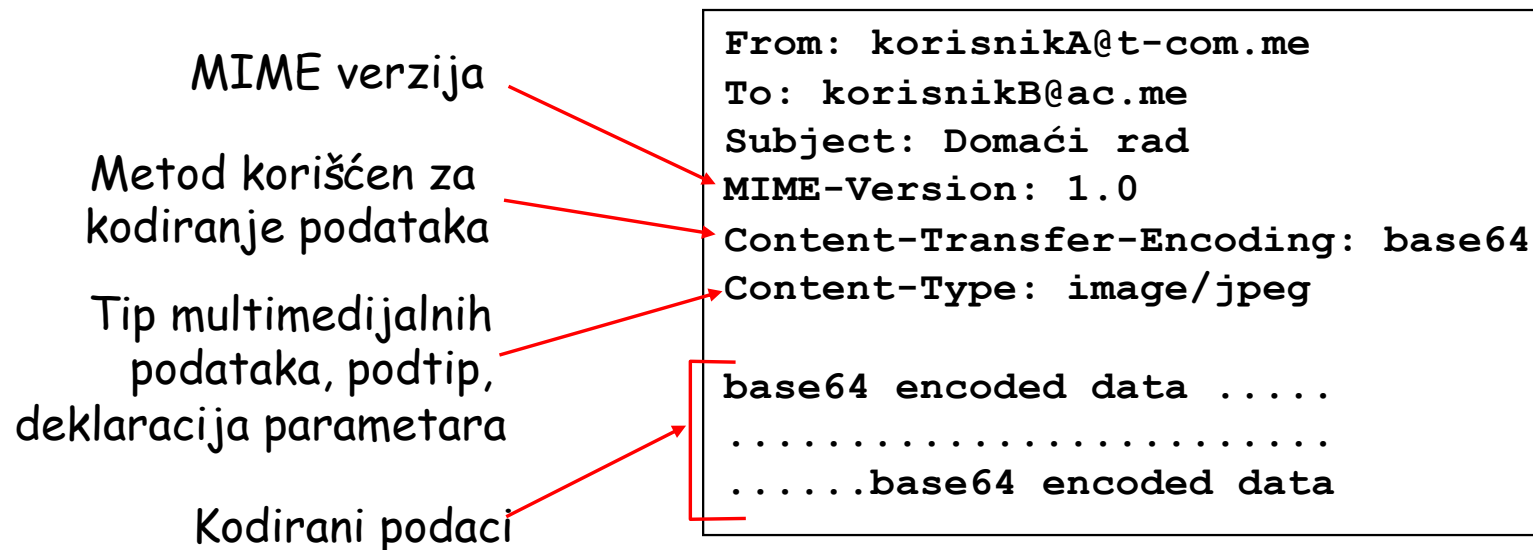 MIME verzija
Metod korišćen za
kodiranje podataka
Tip multimedijalnih
podataka, podtip,
deklaracija parametara
Kodirani podaci
From: korisnikA@t-com.me
To: korisnikB@ac.me
Subject: Domaći rad
MIME-Version: 1.0
Content-Transfer-Encoding: base64
Content-Type: image/jpeg
base64 encoded data .....
.........................
......base64 encoded data